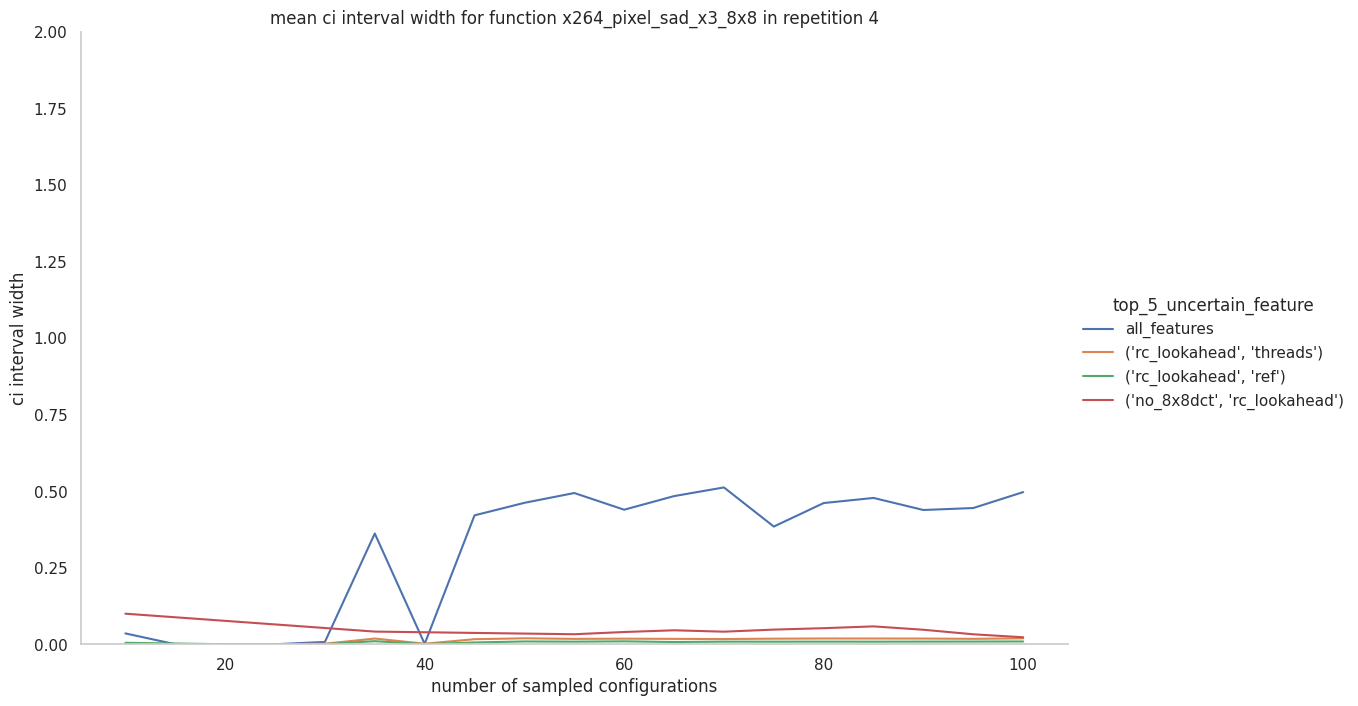 mean ci interval width for function x264_pixel_sad_x3_8x8 in repetition 4
2.00
1.75
1.50
1.25
1.00
0.75
0.50
0.25
0.00
ci interval width
20
40
60
80
100
number of sampled configurations
top_5_uncertain_feature
all_features
('rc_lookahead', 'threads')
('rc_lookahead', 'ref')
('no_8x8dct', 'rc_lookahead')